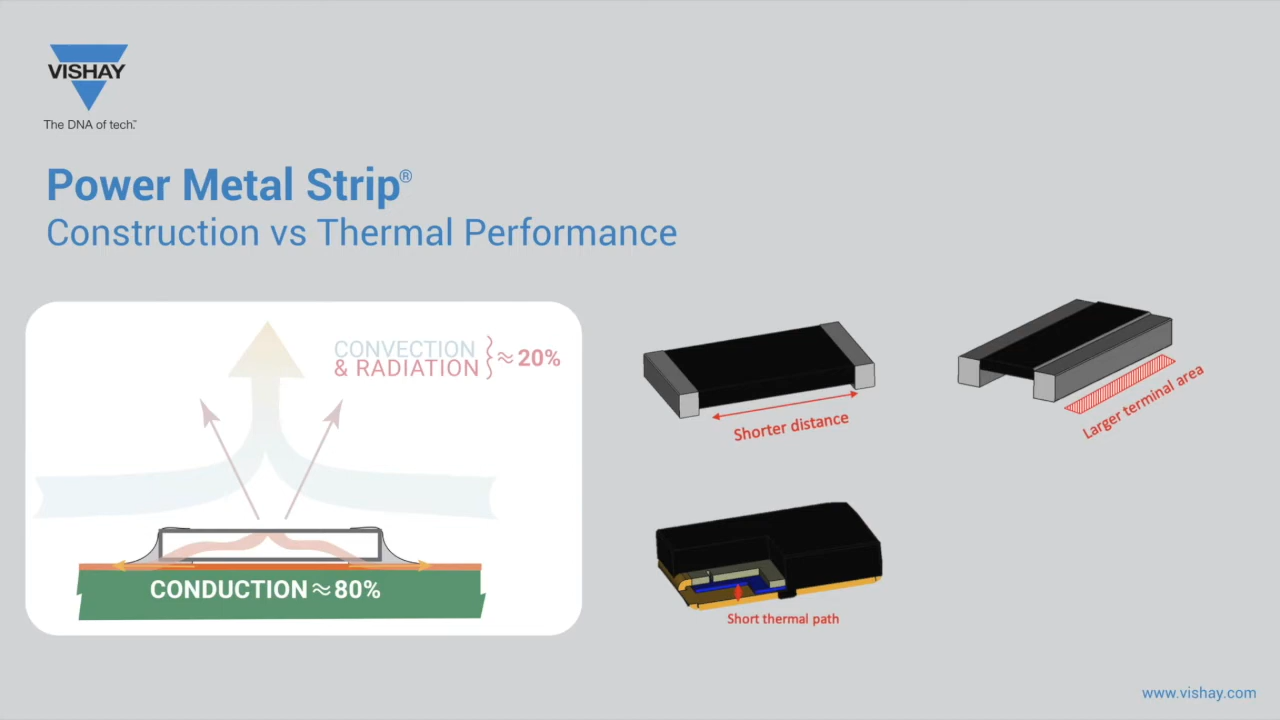 VISHAY
The DNA of tech.™
Power Metal Strip®
Construction vs Thermal Performance
CONVECTION
& RADIATION
≈ 20%
CONDUCTION ≈ 80%
Shorter distance
Larger terminal area
Short thermal path
www.vishay.com